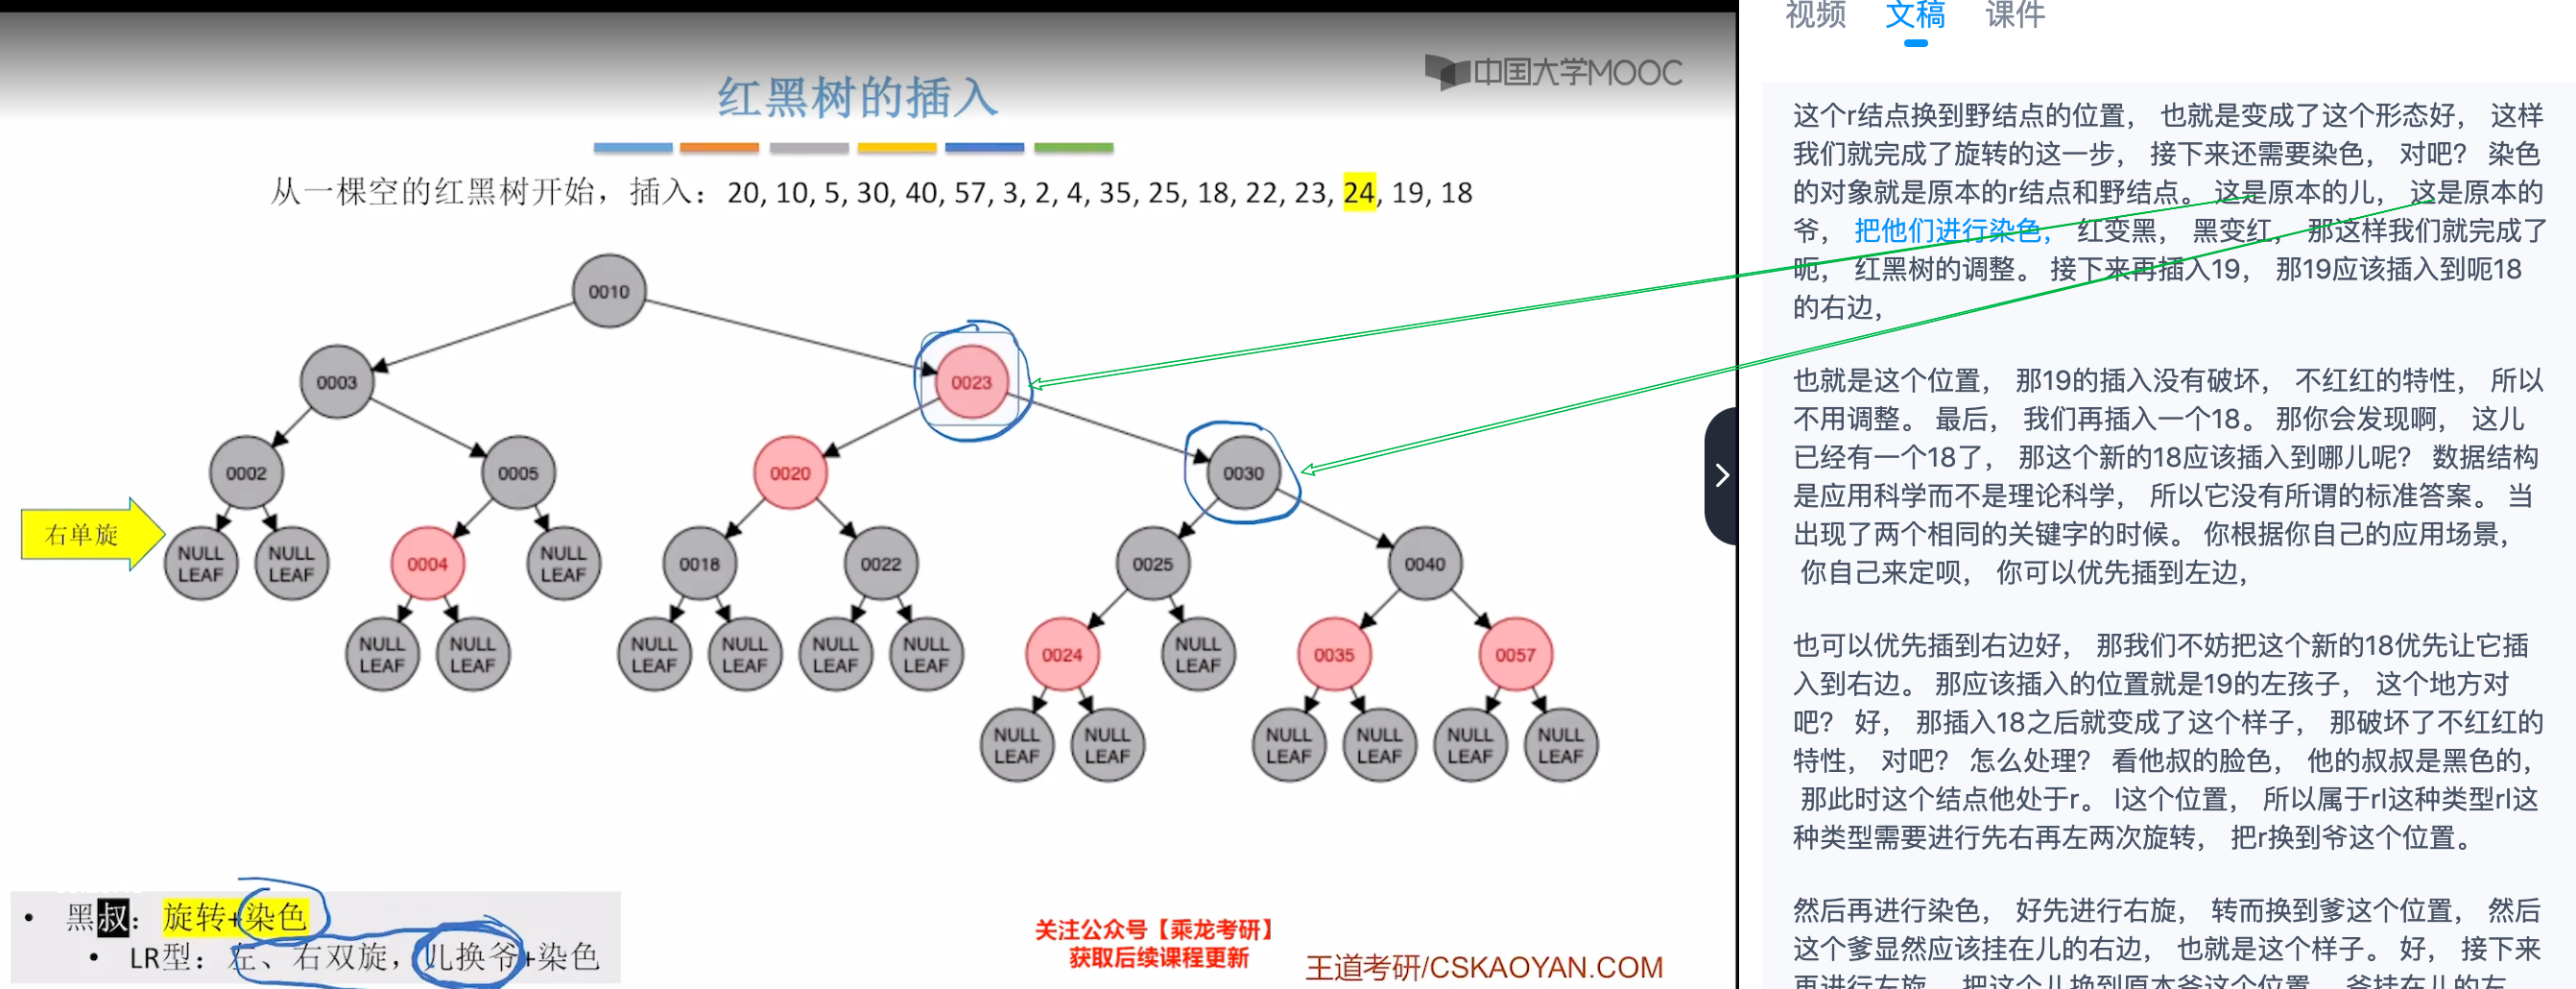 中国大学MOOC
红黑树的插入
从一棵空的红黑树开始，插入：20, 10, 5, 30, 40, 57, 3, 2, 4, 35, 25, 18, 22, 23, 24, 19, 18
0010
0003
0023
0002
0005
0020
0030
右单旋
NULL LEAF
NULL LEAF
0004
NULL LEAF
0018
0022
0025
0040
NULL LEAF
NULL LEAF
NULL LEAF
NULL LEAF
NULL LEAF
NULL LEAF
0024
NULL LEAF
0035
0057
NULL LEAF
NULL LEAF
NULL LEAF
NULL LEAF
NULL LEAF
NULL LEAF
• 黑叔：旋转+染色
• LR型：左、右双旋，儿换爷+染色
关注公众号【乘龙考研】
获取后续课程更新
王道考研/CSKAOYAN.COM
视频 文稿 课件
这个r结点换到野结点的位置， 也就是变成了这个形态好， 这样
我们就完成了旋转的这一步， 接下来还需要染色， 对吧？ 染色
的对象就是原本的r结点和野结点。 这是原本的儿， 这是原本的
爷， 把他们进行染色， 红变黑， 黑变红， 那这样我们就完成了
呃， 红黑树的调整。 接下来再插入19， 那19应该插入到呃18
的右边，
也就是这个位置， 那19的插入没有破坏， 不红红的特性， 所以
不用调整。 最后， 我们再插入一个18。 那你会发现啊， 这儿
已经有一个18了， 那这个新的18应该插入到哪儿呢？ 数据结构
是应用科学而不是理论科学， 所以它没有所谓的标准答案。 当
出现了两个相同的关键字的时候。 你根据你自己的应用场景，
你自己来定呗， 你可以优先插到左边，
也可以优先插到右边好， 那我们不妨把这个新的18优先让它插
入到右边。 那应该插入的位置就是19的左孩子， 这个地方对
吧？ 好， 那插入18之后就变成了这个样子， 那破坏了不红红的
特性， 对吧？ 怎么处理？ 看他叔的脸色， 他的叔叔是黑色的，
那此时这个结点他处于r。 l这个位置， 所以属于rl这种类型rl这
种类型需要进行先右再左两次旋转， 把r换到爷这个位置。
然后再进行染色， 好先进行右旋， 转而换到爹这个位置， 然后
这个爹显然应该挂在儿的右边， 也就是这个样子。 好， 接下来
再进行左旋， 把这个儿换到原本爷这个位置， 爷挂在儿的左